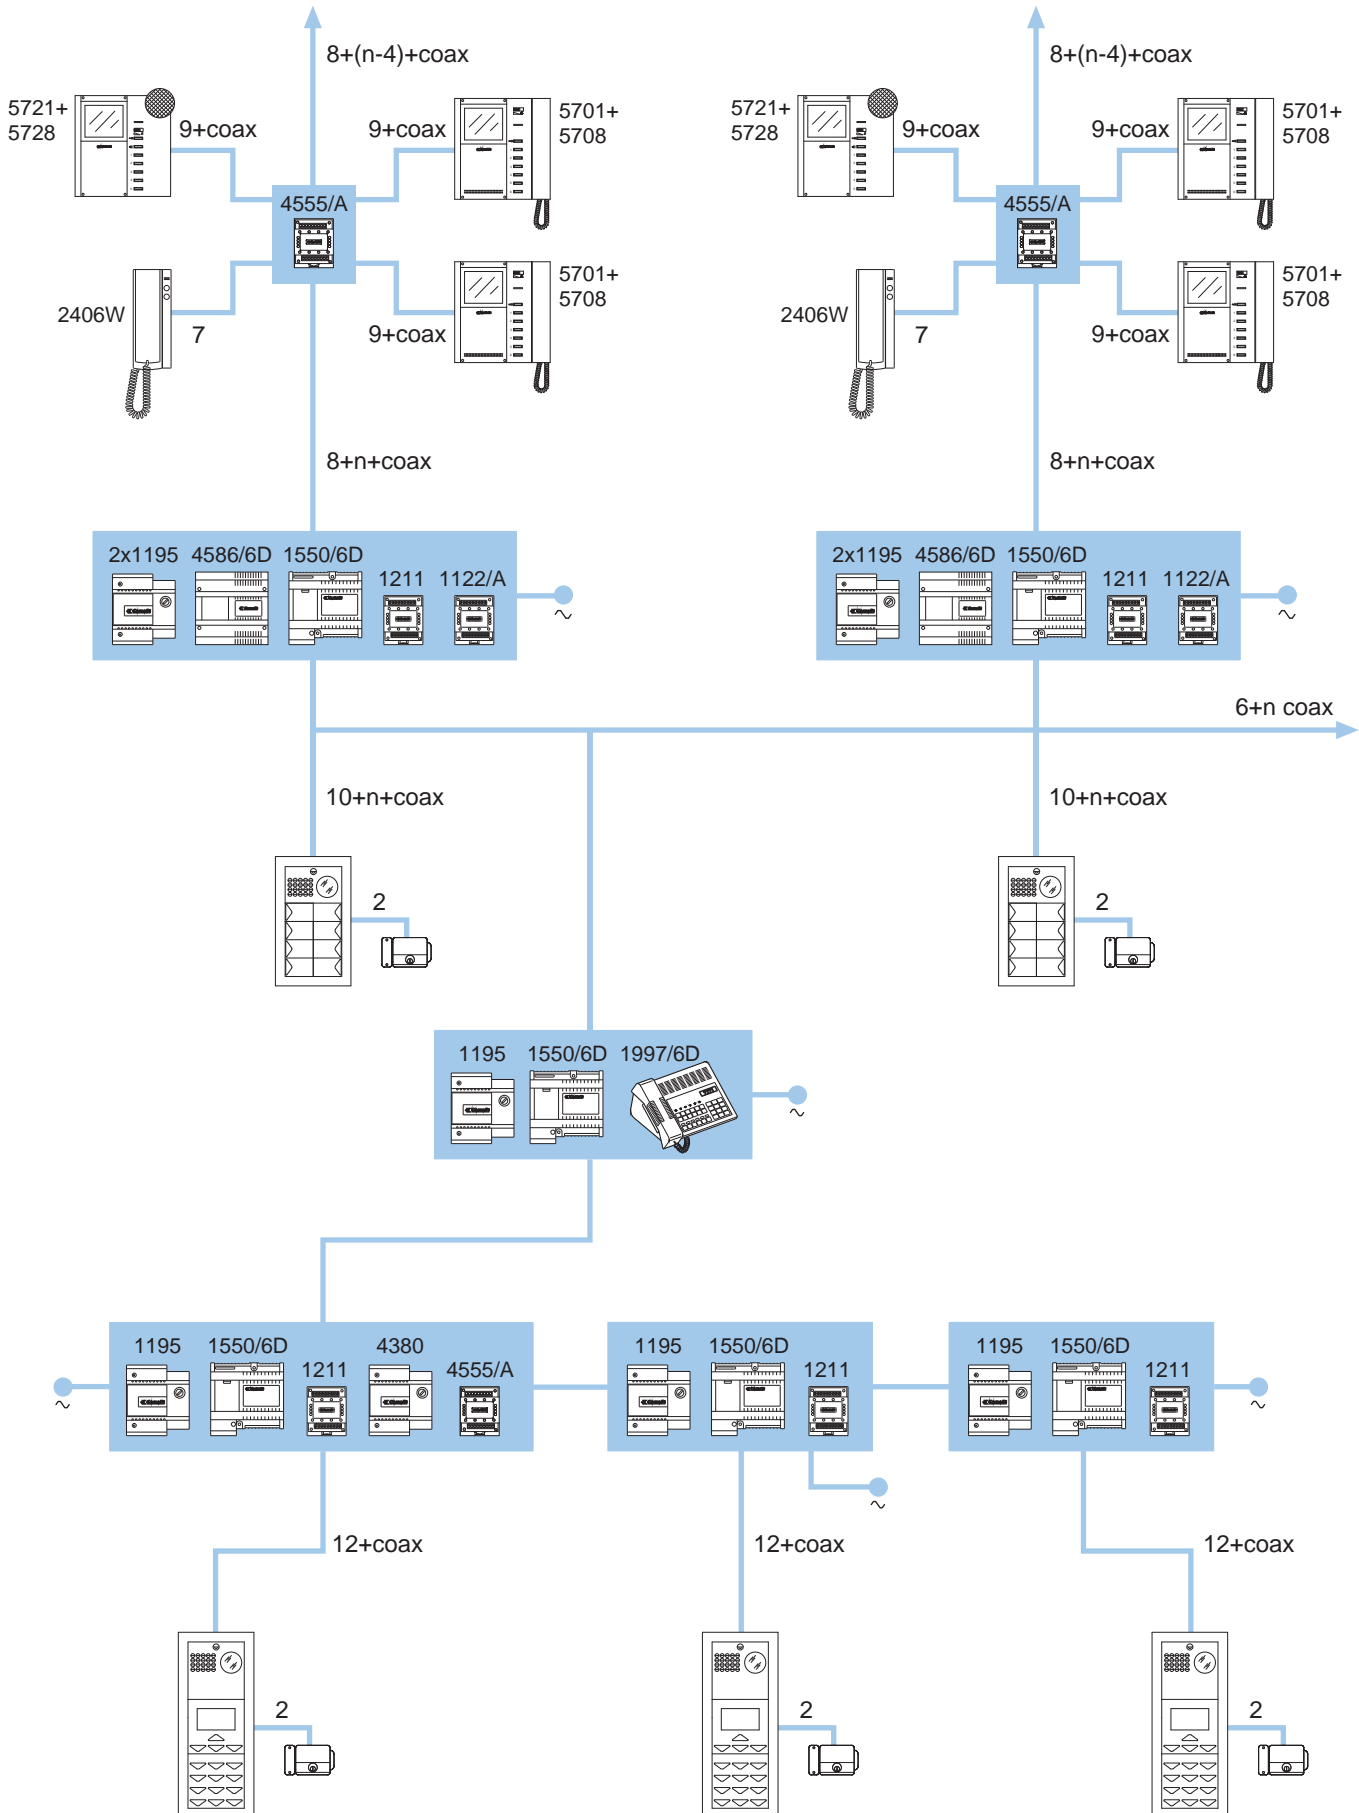 8+(n-4)+coax
8+(n-4)+coax
5721+
5728
9+coax
9+coax
5701+
5708
5721+
5728
9+coax
9+coax
5701+
5708
4555/A
4555/A
2406W
7
9+coax
5701+
5708
2406W
7
9+coax
5701+
5708
8+n+coax
8+n+coax
2x1195 4586/6D 1550/6D
1211 1122/A
~
2x1195 4586/6D 1550/6D
1211 1122/A
~
6+n coax
10+n+coax
10+n+coax
2
2
1195 1550/6D 1997/6D
~
1195 1550/6D 1211 4380 4555/A
~
1195 1550/6D 1211
~
1195 1550/6D 1211
~
12+coax
12+coax
12+coax
2
2
2